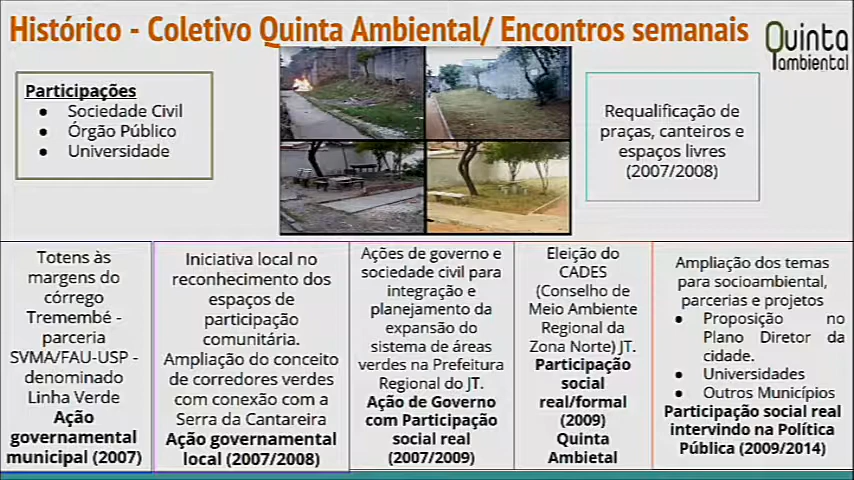 Histórico - Coletivo Quinta Ambiental/ Encontros semanais
Quinta
ambiental
Participações
● Sociedade Civil
● Órgão Público
● Universidade
Requalificação de
praças, canteiros e
espaços livres
(2007/2008)
Totens às
margens do
córrego
Tremembé -
parceria
SVMA/FAU-USP -
denominado
Linha Verde
Ação
governamental
municipal (2007)
Iniciativa local no
reconhecimento dos
espaços de
participação
comunitária.
Ampliação do conceito
de corredores verdes
com conexão com a
Serra da Cantareira
Ação governamental
local (2007/2008)
Ações de governo e
sociedade civil para
integração e
planejamento da
expansão do
sistema de áreas
verdes na Prefeitura
Regional do JT.
Ação de Governo
com Participação
social real
(2007/2009)
Eleição do
CADES
(Conselho de
Meio Ambiente
Regional da
Zona Norte) JT.
Participação
social
real/formal
(2009)
Quinta
Ambietal
Ampliação dos temas
para socioambiental,
parcerias e projetos
● Proposição no
Plano Diretor da
cidade.
● Universidades
● Outros Municípios
Participação social real
intervindo na Política
Pública (2009/2014)